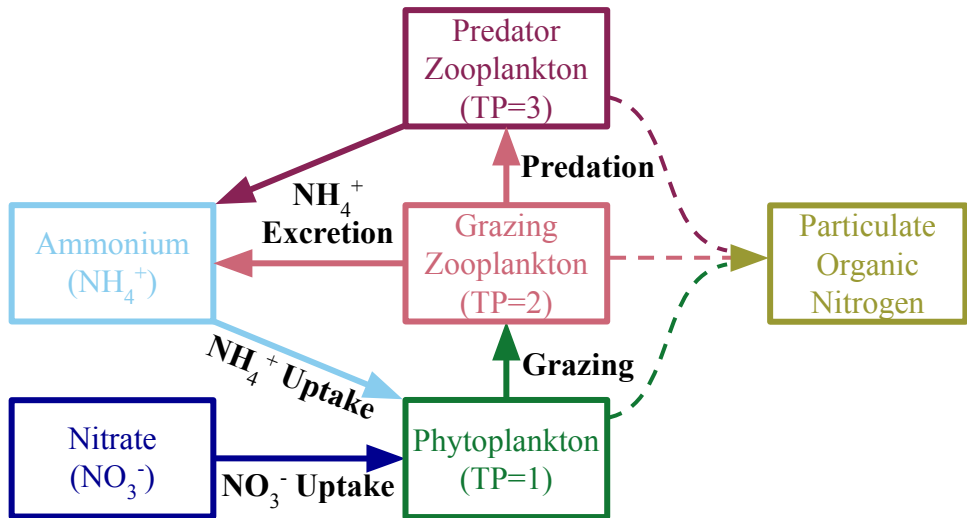 Predator
Zooplankton
(TP=3)
Predation
NH₄⁺
Excretion
Ammonium
(NH₄⁺)
Grazing
Zooplankton
(TP=2)
Particulate
Organic
Nitrogen
NH₄⁺ Uptake
Grazing
Nitrate
(NO₃⁻)
NO₃⁻ Uptake
Phytoplankton
(TP=1)